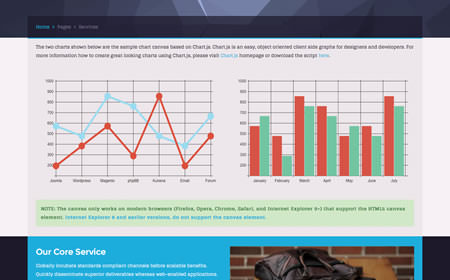 Home > Pages > Services
The two charts shown below are the sample chart canvas based on Chart.js. Chart.js is an easy, object oriented client side graphs for designers and developers. For
more information how to create great looking charts using Chart.js, please visit Chart.js homepage or download the script here.
1000 1000
900 900
800 800
700 700
600 600
500 500
400 400
300 300
200 200
100
Joomla Wordpress Magento phpBB Kunena Email Forum January February March April May June July
NOTE: The canvas only works on modern browsers (Firefox, Opera, Chrome, Safari, and Internet Explorer 9+) that support the HTML5 canvas
element. Internet Explorer 8 and earlier versions, do not support the canvas element.
Our Core Service
Globally incubate standards compliant channels before scalable benefits.
Quickly disseminate superior deliverables whereas web-enabled applications.